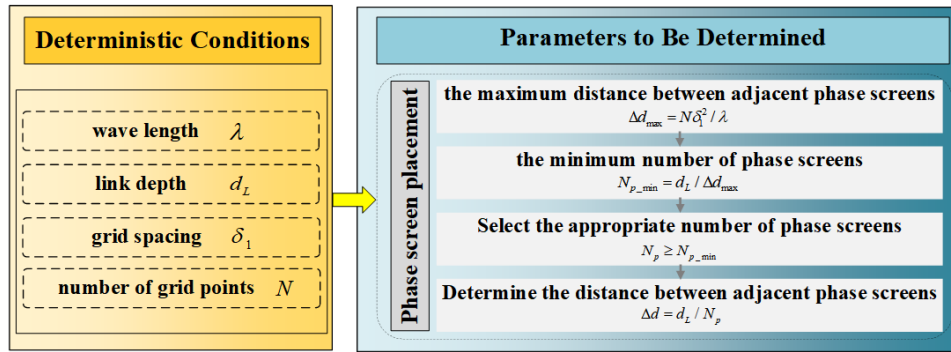 Deterministic Conditions
wave length λ
link depth d_L
grid spacing δ_1
number of grid points N
Parameters to Be Determined
Phase screen placement
the maximum distance between adjacent phase screens
Δd_max = Nδ_1^2 / λ
the minimum number of phase screens
N_p_min = d_L / Δd_max
Select the appropriate number of phase screens
N_p ≥ N_p_min
Determine the distance between adjacent phase screens
Δd = d_L / N_p